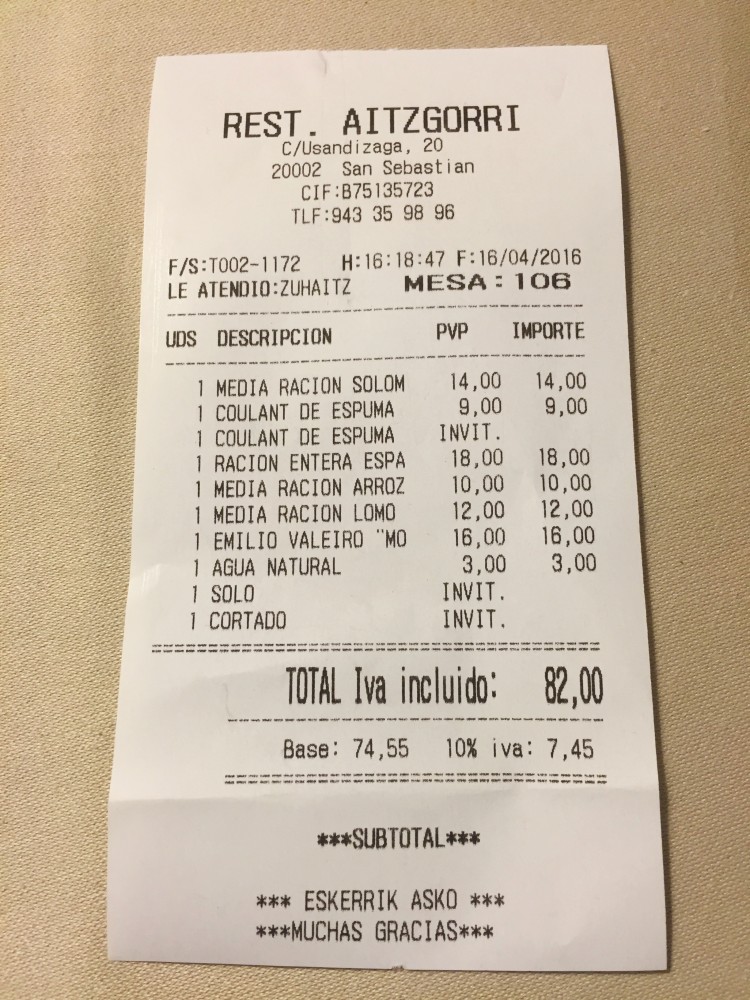 REST. AITZGORRI
C/Usandizaga, 20
20002 San Sebastian
CIF:B75135723
TLF:943 35 98 96
F/S:T002-1172 H:16:18:47 F:16/04/2016
LE ATENDIO:ZUHAITZ MESA:106
UDS DESCRIPCION PVP IMPORTE
1 MEDIA RACION SOLOM 14,00 14,00
1 COULANT DE ESPUMA 9,00 9,00
1 COULANT DE ESPUMA INVIT.
1 RACION ENTERA ESPA 18,00 18,00
1 MEDIA RACION ARROZ 10,00 10,00
1 MEDIA RACION LOMO 12,00 12,00
1 EMILIO VALEIRO "MO 16,00 16,00
1 AGUA NATURAL 3,00 3,00
1 SOLO INVIT.
1 CORTADO INVIT.
TOTAL Iva incluido: 82,00
Base: 74,55 10% iva: 7,45
***SUBTOTAL***
*** ESKERRIK ASKO ***
***MUCHAS GRACIAS***